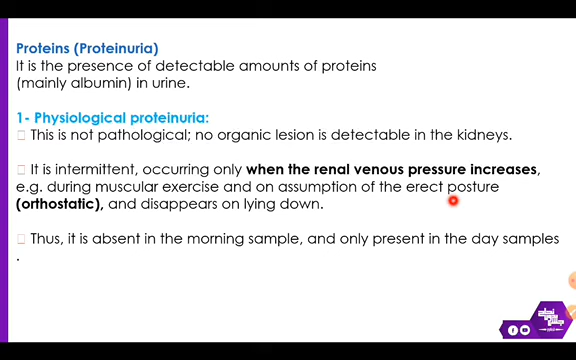 Proteins (Proteinuria)
It is the presence of detectable amounts of proteins
(mainly albumin) in urine.
1- Physiological proteinuria:
This is not pathological; no organic lesion is detectable in the kidneys.
It is intermittent, occurring only when the renal venous pressure increases,
e.g. during muscular exercise and on assumption of the erect posture
(orthostatic), and disappears on lying down.
Thus, it is absent in the morning sample, and only present in the day samples
.